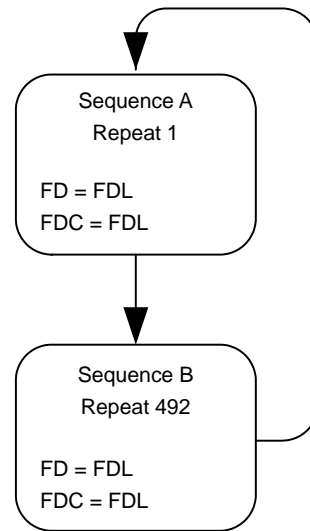 Sequence A
Repeat 1
FD = FDL
FDC = FDL
Sequence B
Repeat 492
FD = FDL
FDC = FDL